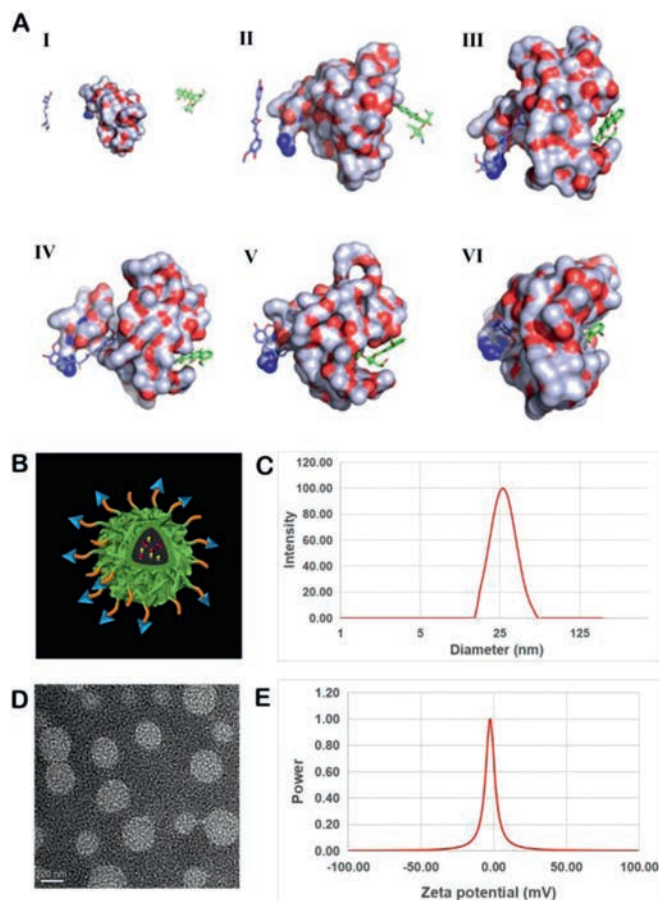 A
I
II
III
IV
V
VI
B
C
120.00
100.00
80.00
60.00
40.00
20.00
0.00
Intensity
1
5
25
125
Diameter (nm)
D
20 nm
E
1.20
1.00
0.80
0.60
0.40
0.20
0.00
Power
-100.00
-50.00
0.00
50.00
100.00
Zeta potential (mV)